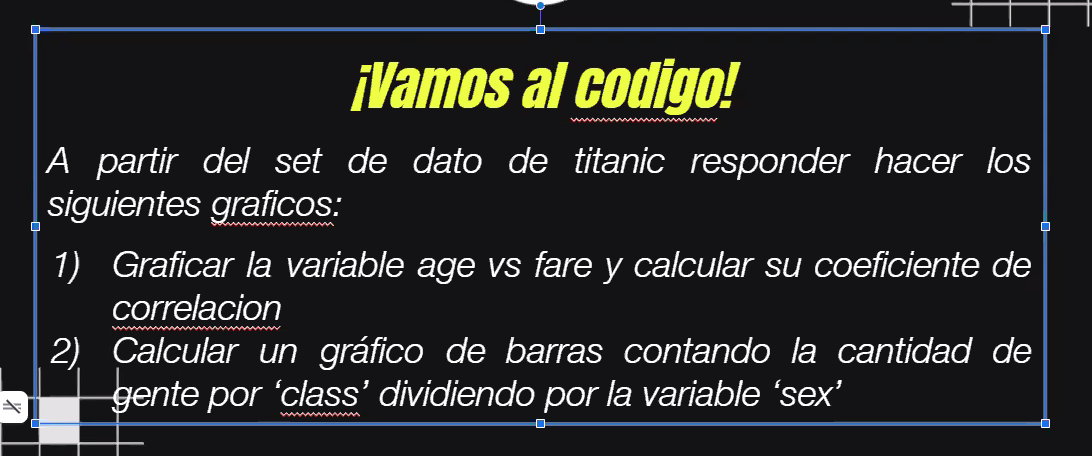 ¡Vamos al codigo!
A partir del set de dato de titanic responder hacer los
siguientes graficos:
1) Graficar la variable age vs fare y calcular su coeficiente de
correlacion
2) Calcular un gráfico de barras contando la cantidad de
gente por ‘class’ dividiendo por la variable ‘sex’